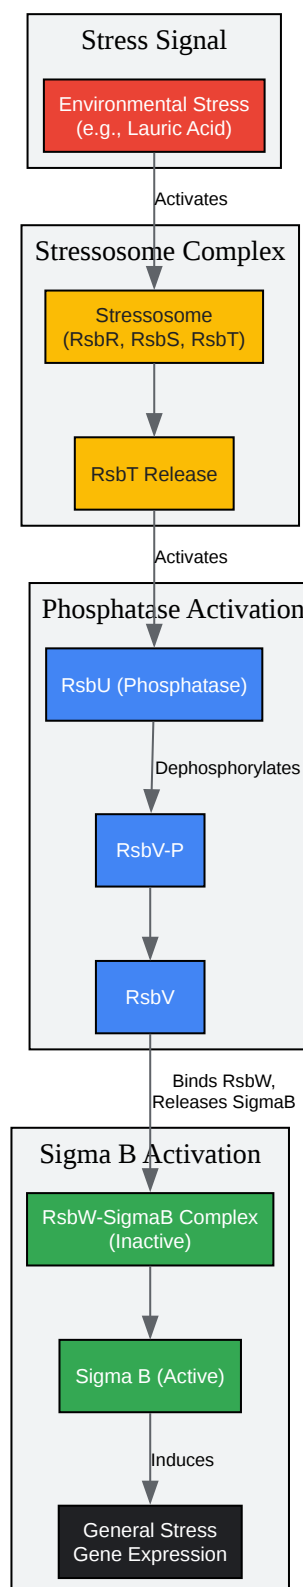 Stress Signal
Environmental Stress
(e.g., Lauric Acid)
Activates
Stressosome Complex
Stressosome
(RsbR, RsbS, RsbT)
RsbT Release
Activates
Phosphatase Activation
RsbU (Phosphatase)
Dephosphorylates
RsbV-P
RsbV
Binds RsbW,
Releases SigmaB
Sigma B Activation
RsbW-SigmaB Complex
(Inactive)
Sigma B (Active)
Induces
General Stress
Gene Expression